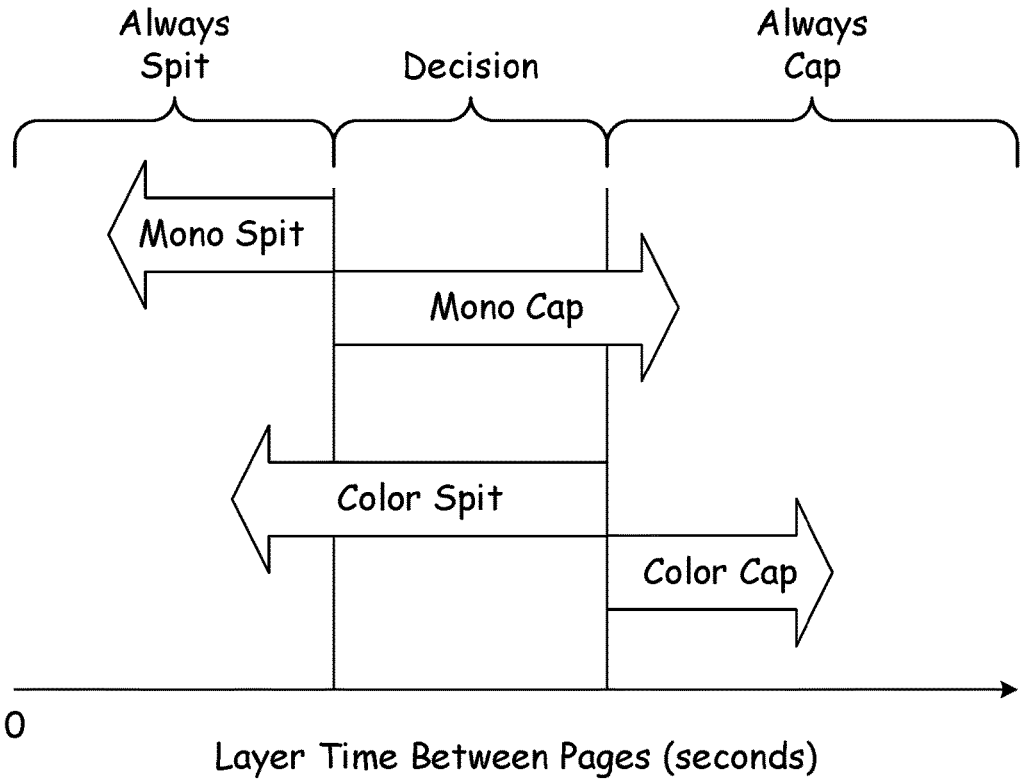 Always
Spit
Decision
Always
Cap
Mono Spit
Mono Cap
Color Spit
Color Cap
0
Layer Time Between Pages (seconds)